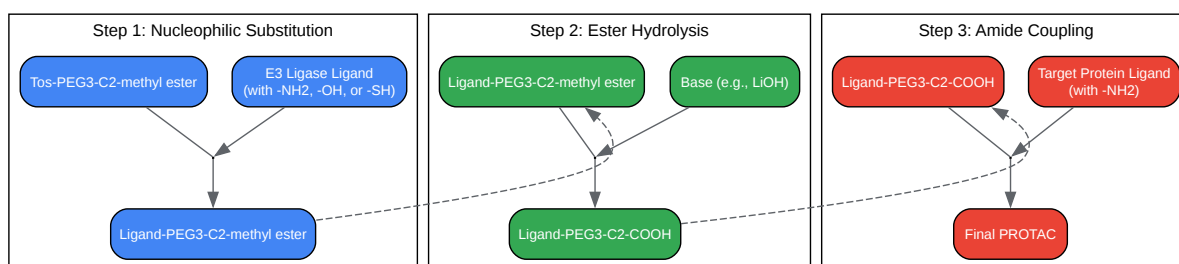 Step 1: Nucleophilic Substitution
Tos-PEG3-C2-methyl ester
E3 Ligase Ligand
(with -NH2, -OH, or -SH)
Ligand-PEG3-C2-methyl ester
Step 2: Ester Hydrolysis
Ligand-PEG3-C2-methyl ester
Base (e.g., LiOH)
Ligand-PEG3-C2-COOH
Step 3: Amide Coupling
Ligand-PEG3-C2-COOH
Target Protein Ligand
(with -NH2)
Final PROTAC